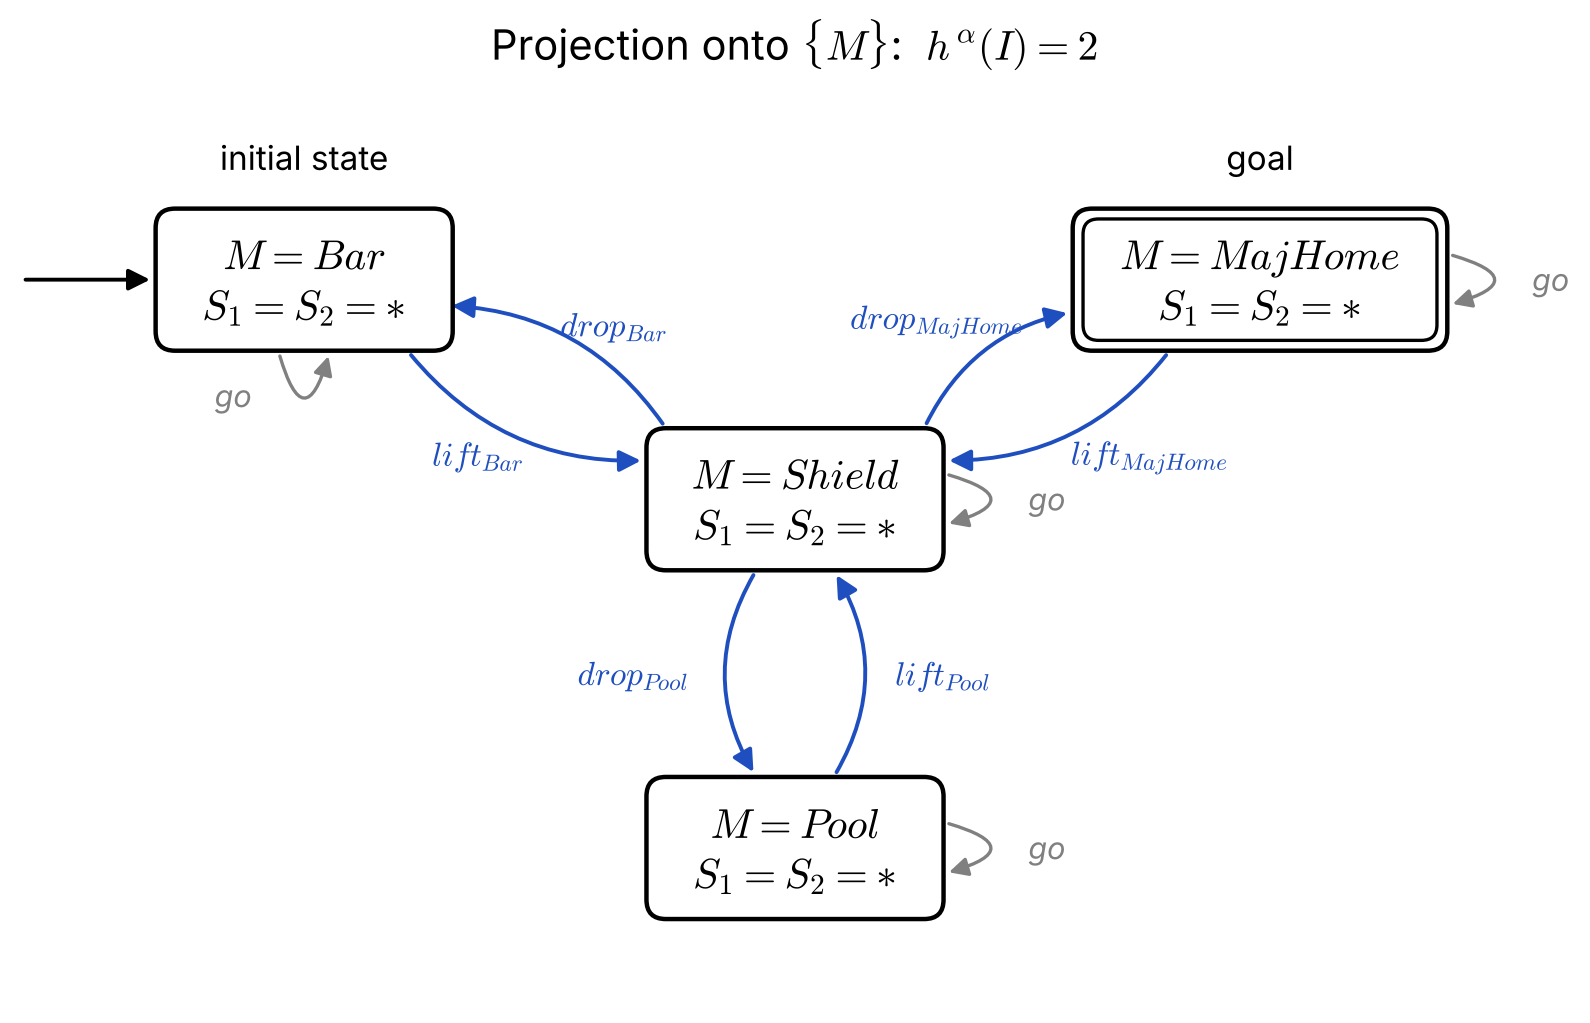 Projection onto {M}: h^α(I) = 2
initial state
goal
M = Bar
S₁ = S₂ = *
M = MajHome
S₁ = S₂ = *
go
drop_Bar
drop_MajHome
go
lift_Bar
lift_MajHome
M = Shield
S₁ = S₂ = *
go
drop_Pool
lift_Pool
M = Pool
S₁ = S₂ = *
go